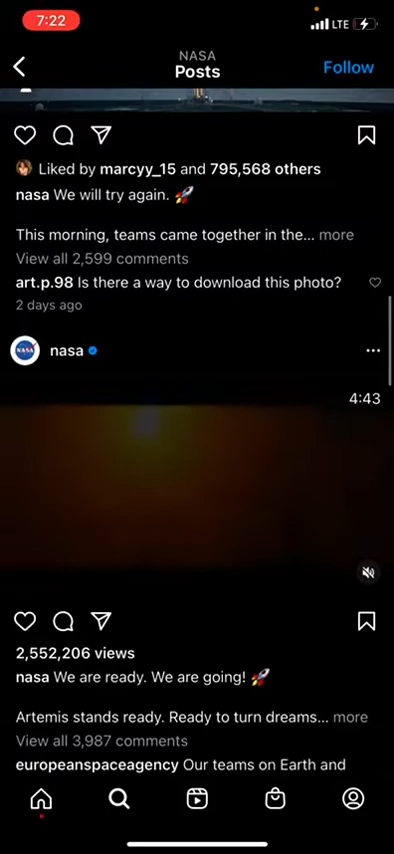 7:22
LTE
NASA
Posts
Follow
Liked by marcyy_15 and 795,568 others
nasa We will try again. 🚀
This morning, teams came together in the... more
View all 2,599 comments
art.p.98 Is there a way to download this photo?
2 days ago
NASA
nasa
4:43
2,552,206 views
nasa We are ready. We are going! 🚀
Artemis stands ready. Ready to turn dreams... more
View all 3,987 comments
europeanspaceagency Our teams on Earth and